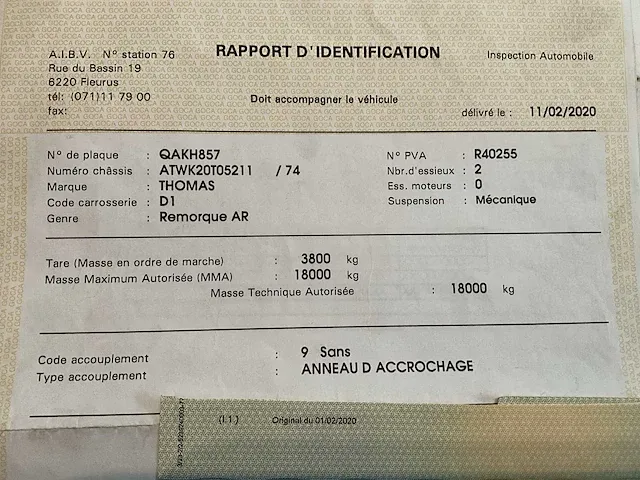 A.I.B.V. N° station 76
Rue du Bassin 19
6220 Fleurus
tél: (071)11 79 00
fax:
RAPPORT D'IDENTIFICATION
Doit accompagner le véhicule
Inspection Automobile
délivré le : 11/02/2020
N° de plaque : QAKH857
Numéro châssis : ATWK20T05211 / 74
Marque : THOMAS
Code carrosserie : D1
Genre : Remorque AR
N° PVA : R40255
Nbr.d'essieux : 2
Ess. moteurs : 0
Suspension : Mécanique
Tare (Masse en ordre de marche) : 3800 kg
Masse Maximum Autorisée (MMA) : 18000 kg
Masse Technique Autorisée : 18000 kg
Code accouplement : 9 Sans
Type accouplement : ANNEAU D ACCROCHAGE
(I.1.) Original du 01/02/2020